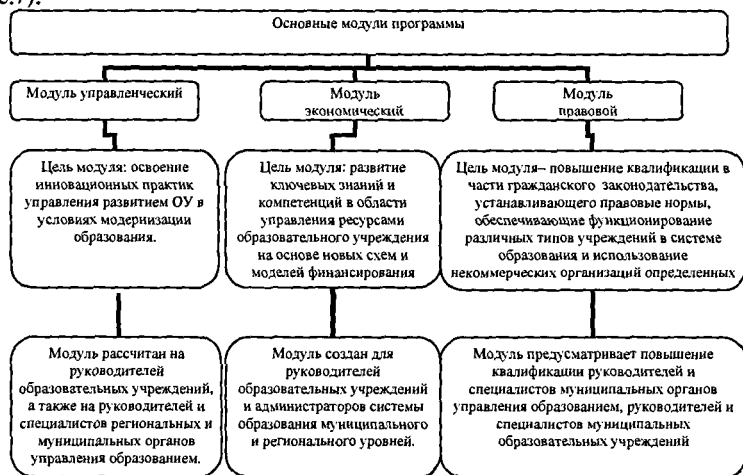 Основные модули программы
Модуль управленческий
Модуль
экономический
Модуль
правовой
Цель модуля: освоение
инновационных практик
управления развитием ОУ в
условиях модернизации
образования.
Цель модуля: развитие
ключевых знаний и
компетенций в области
управления ресурсами
образовательного учреждения
на основе новых схем и
моделей финансирования
Цель модуля– повышение квалификации в
части гражданского законодательства,
устанавливающего правовые нормы,
обеспечивающие функционирование
различных типов учреждений в системе
образования и использование
некоммерческих организаций определенных
Модуль рассчитан на
руководителей
образовательных учреждений,
а также на руководителей и
специалистов региональных и
муниципальных органов
управления образованием.
Модуль создан для
руководителей
образовательных учреждений
и администраторов системы
образования муниципального
и регионального уровней.
Модуль предусматривает повышение
квалификации руководителей и
специалистов муниципальных органов
управления образованием, руководителей и
специалистов муниципальных
образовательных учреждений